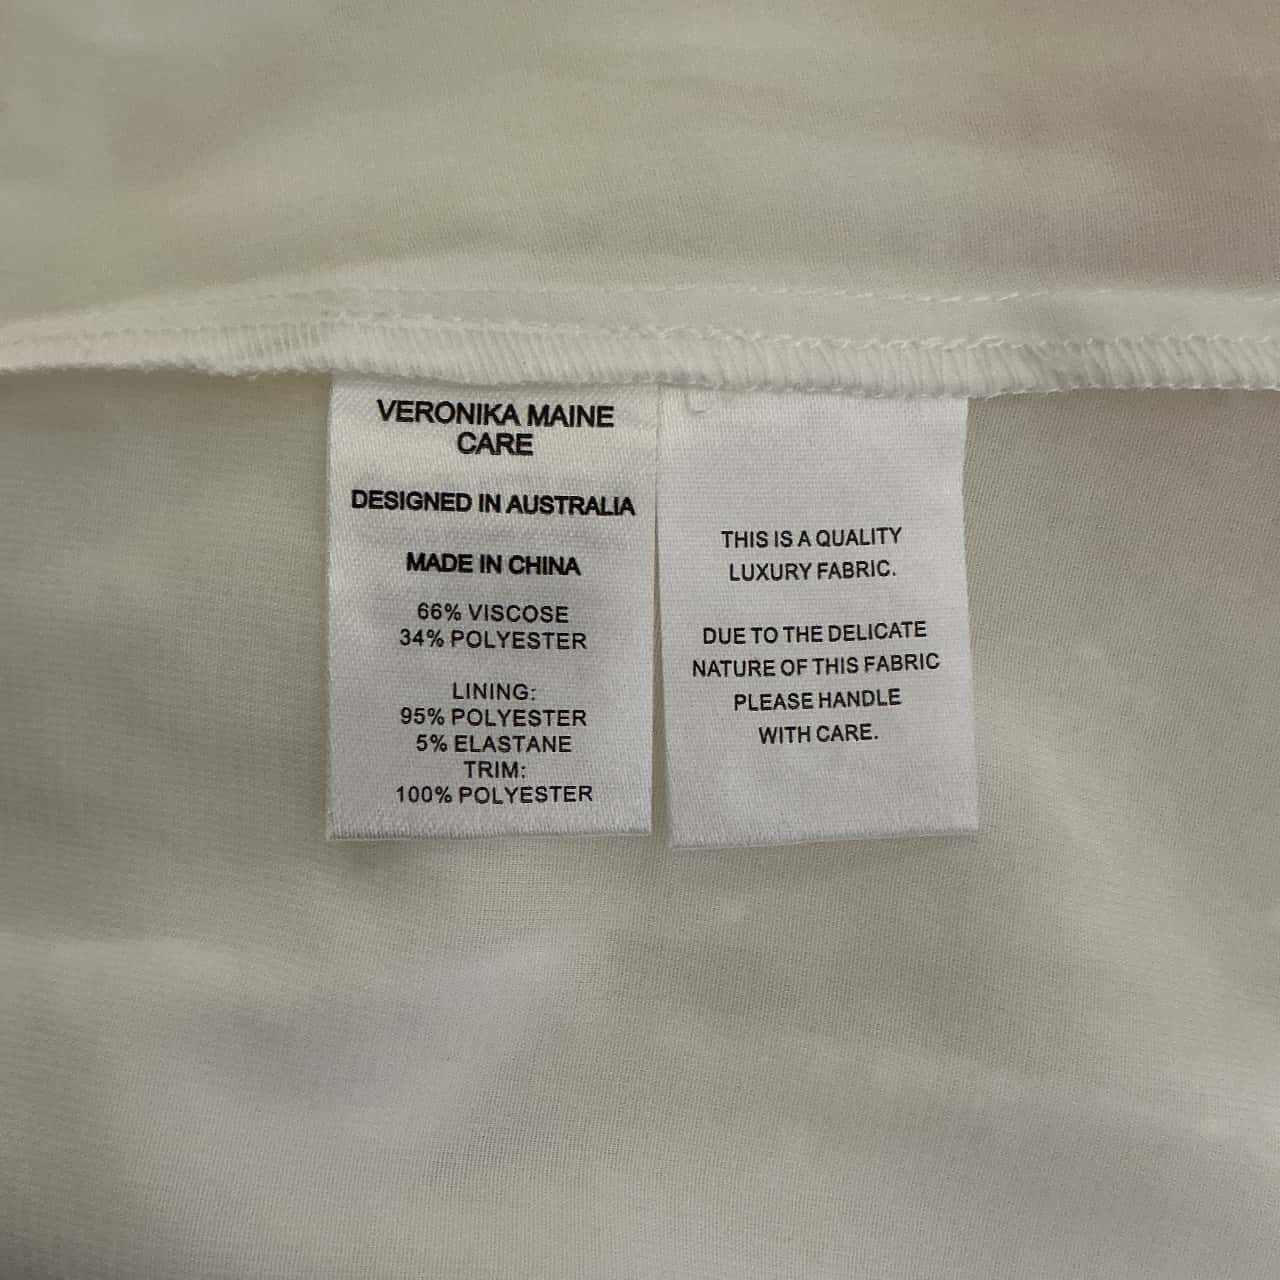 VERONIKA MAINE
CARE
DESIGNED IN AUSTRALIA
MADE IN CHINA
66% VISCOSE
34% POLYESTER
LINING:
95% POLYESTER
5% ELASTANE
TRIM:
100% POLYESTER
THIS IS A QUALITY
LUXURY FABRIC.
DUE TO THE DELICATE
NATURE OF THIS FABRIC
PLEASE HANDLE
WITH CARE.